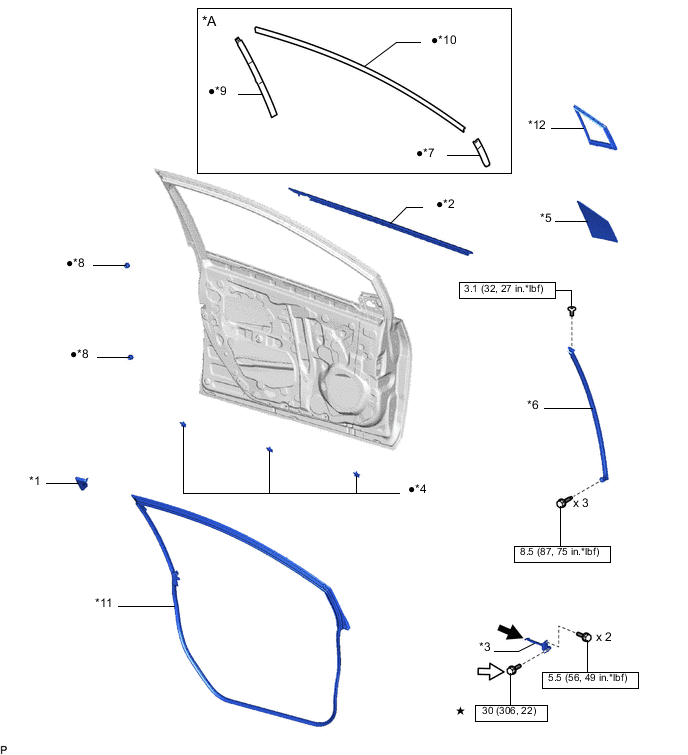 *A
●*10
●*9
●*7
*12
●*2
*5
●*8
3.1 (32, 27 in.*lbf)
●*8
*6
*1
●*4
x 3
8.5 (87, 75 in.*lbf)
*11
*3
x 2
5.5 (56, 49 in.*lbf)
★ 30 (306, 22)
P